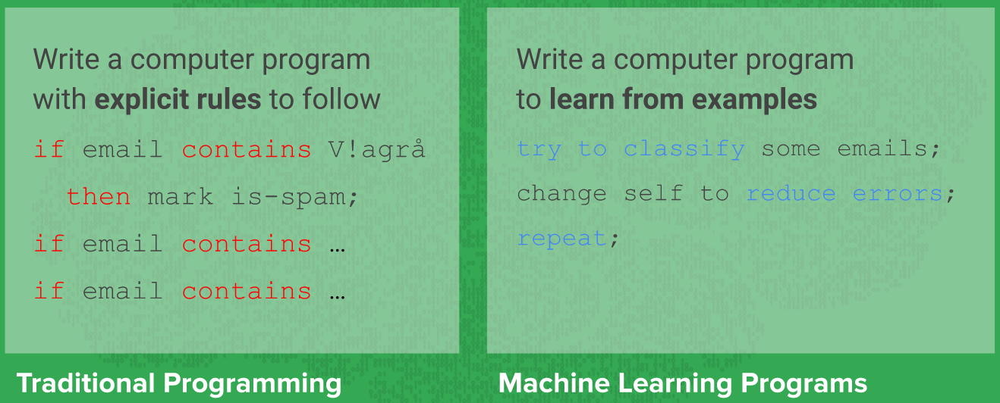 Write a computer program
with explicit rules to follow
if email contains V!agrå
then mark is-spam;
if email contains …
if email contains …
Traditional Programming
Write a computer program
to learn from examples
try to classify some emails;
change self to reduce errors;
repeat;
Machine Learning Programs